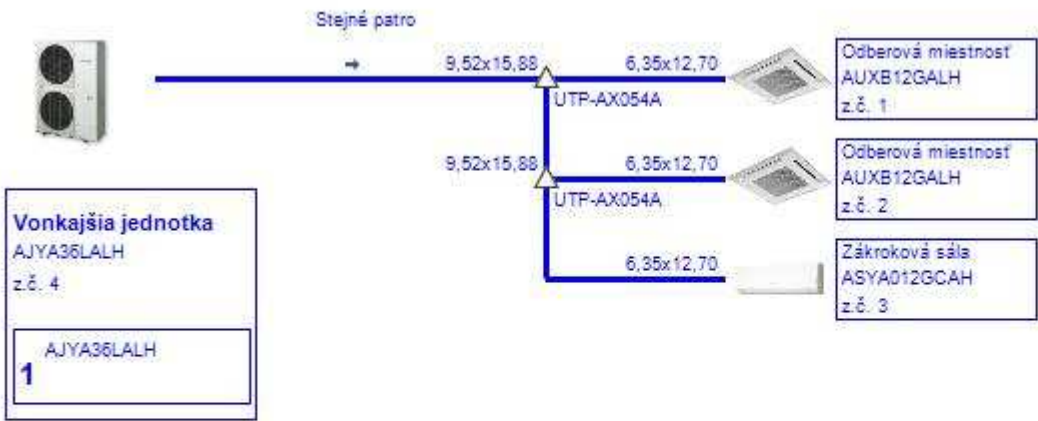 Stejné patro
9,52x15,88
6,35x12,70
UTP-AX054A
Odberová miestnosť
AUXB12GALH
z.č. 1
9,52x15,88
6,35x12,70
UTP-AX054A
Odberová miestnosť
AUXB12GALH
z.č. 2
6,35x12,70
Zákroková sála
ASYA012GCAH
z.č. 3
Vonkajšia jednotka
AJYA36LALH
z.č. 4
AJYA36LALH
1